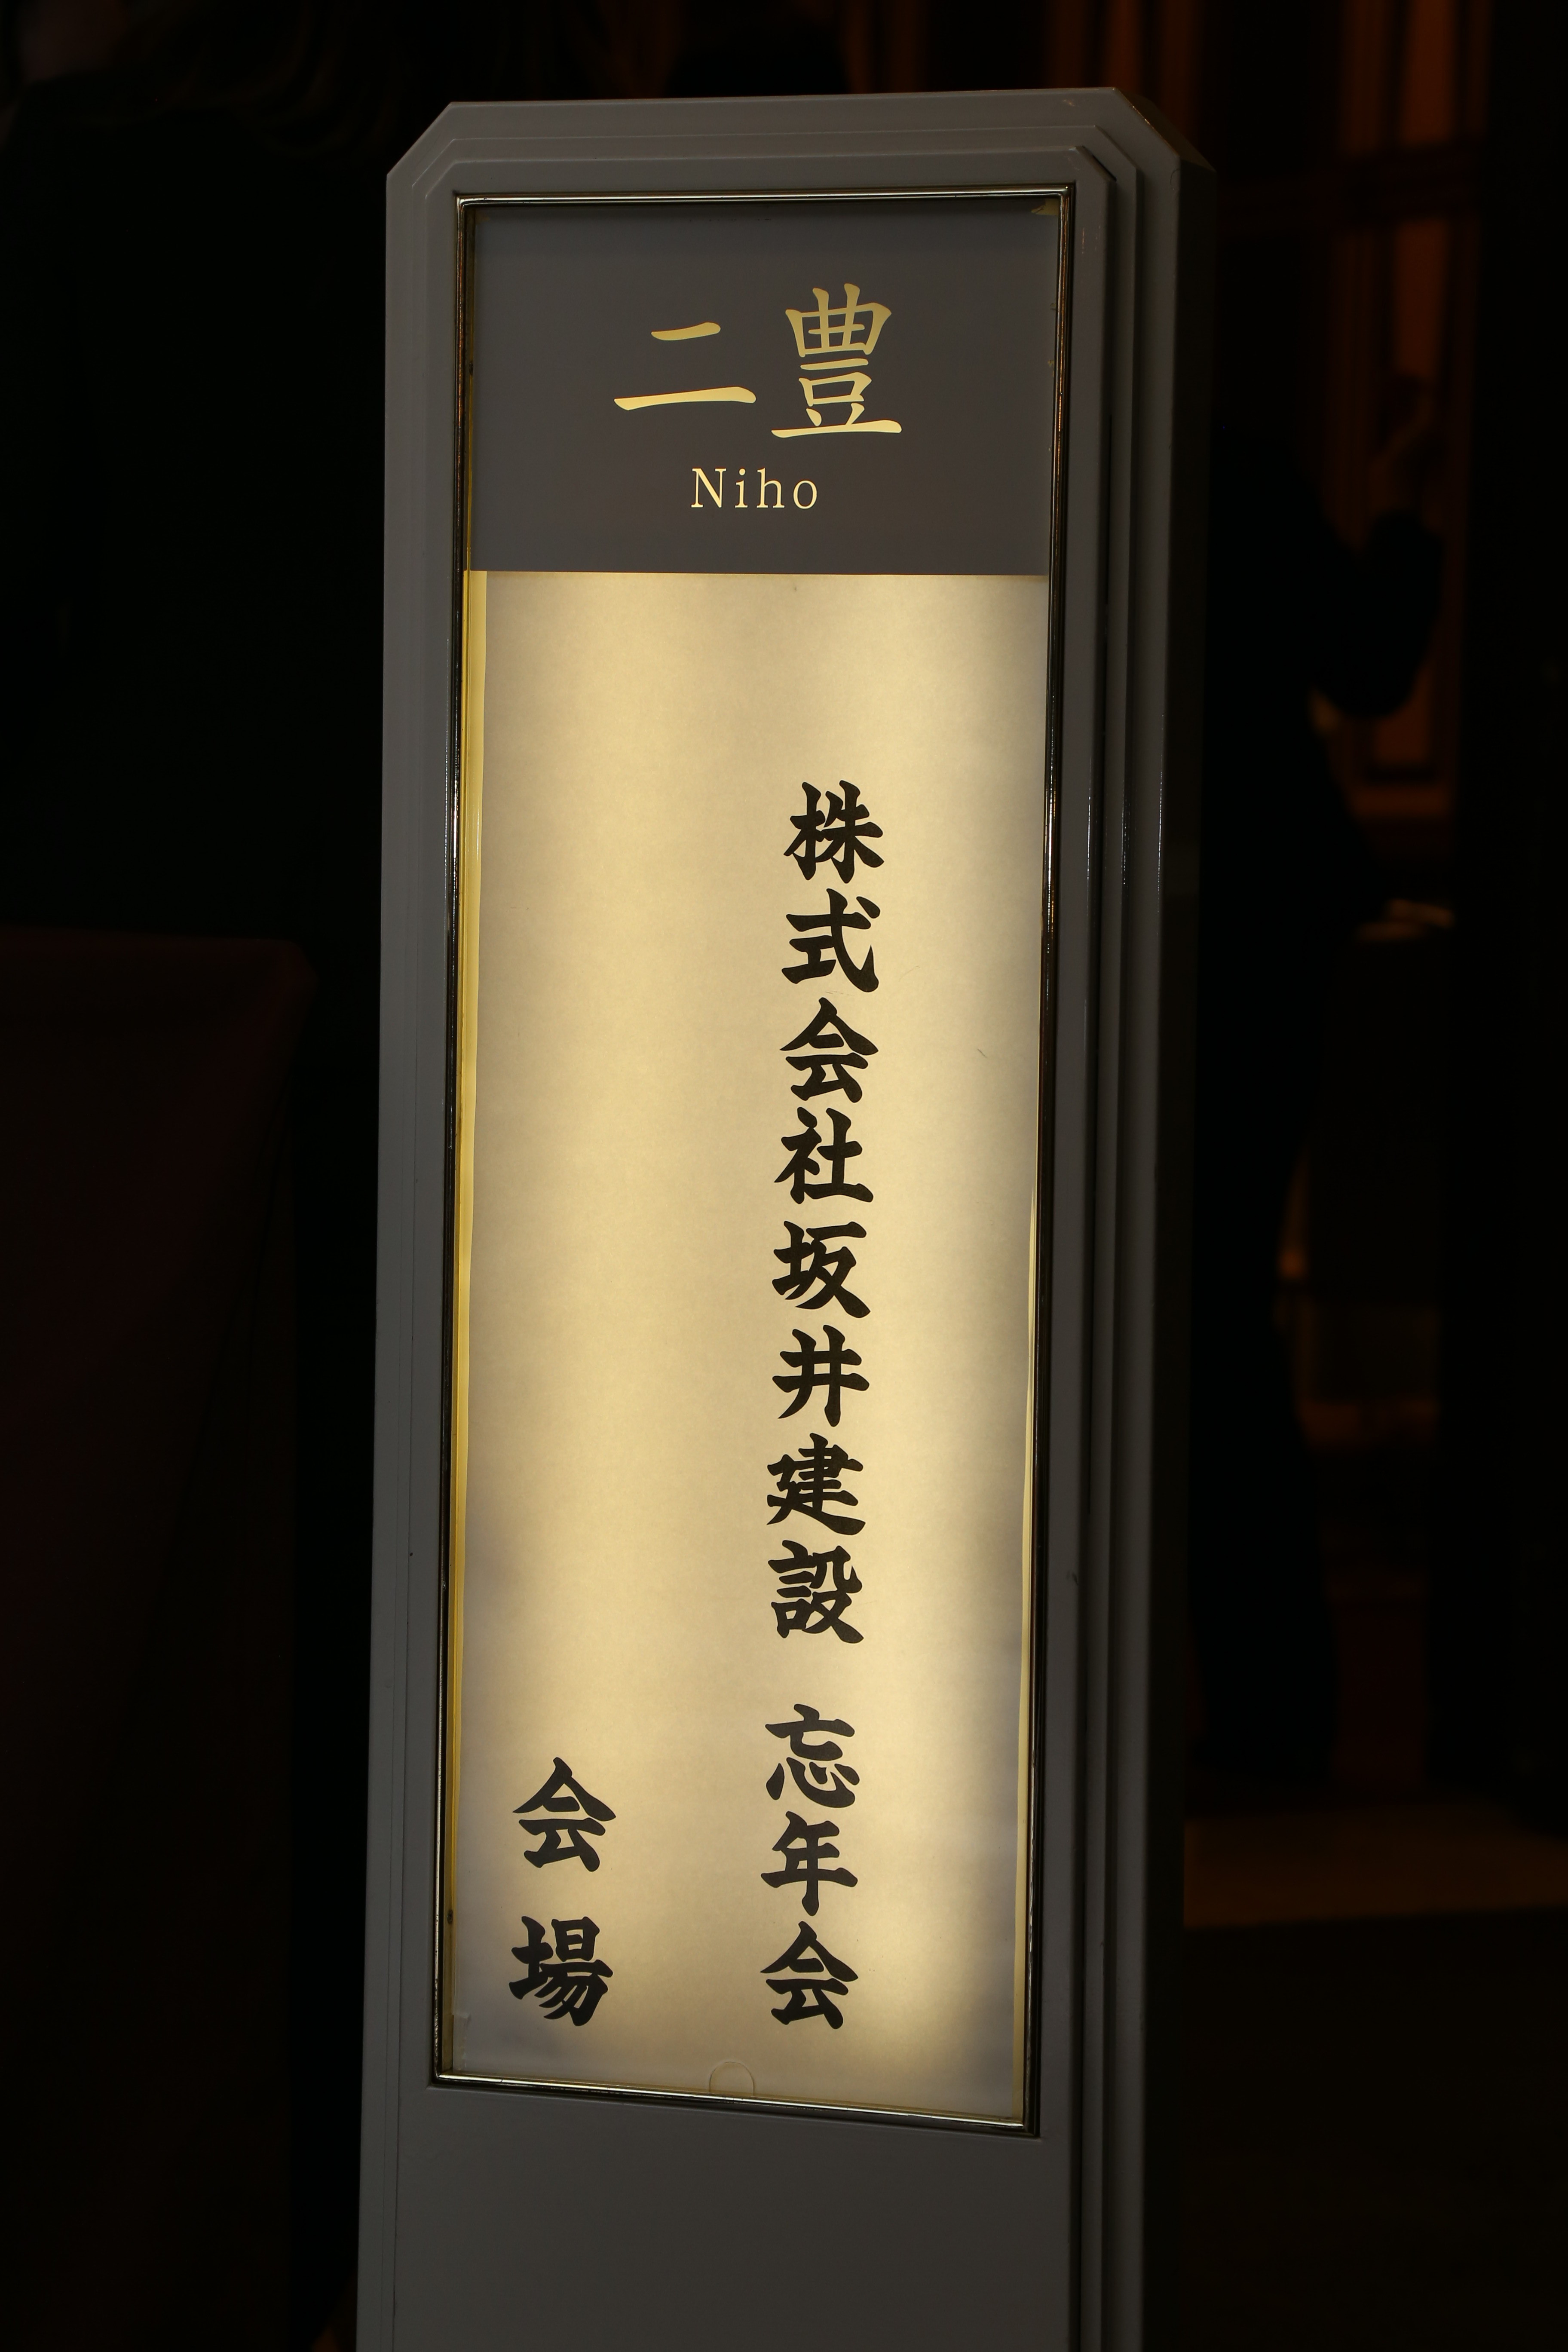 二豊
Niho
株式会社坂井建設 忘年会
会場